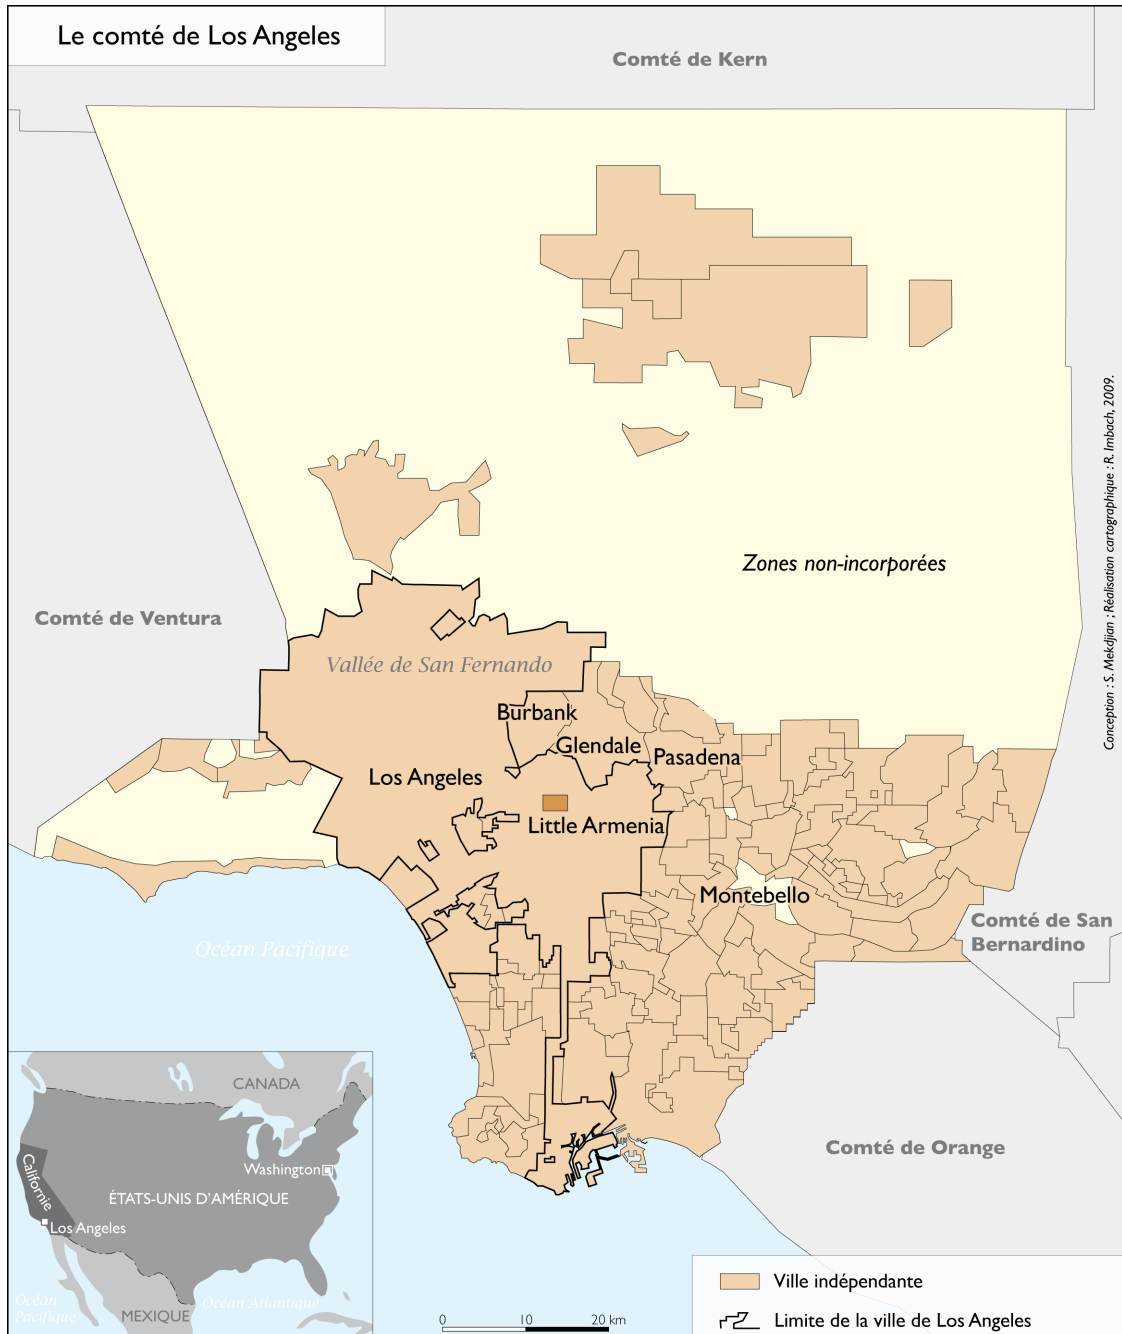 Le comté de Los Angeles
Comté de Kern
Conception : S. Mekdjian ; Réalisation cartographique : R. Imbach, 2009.
Zones non-incorporées
Comté de Ventura
Vallée de San Fernando
Burbank
Glendale
Pasadena
Los Angeles
Little Armenia
Montebello
Comté de San
Bernardino
Océan Pacifique
Comté de Orange
CANADA
Washington
Californie
ÉTATS-UNIS D'AMÉRIQUE
Los Angeles
Océan
Pacifique
Océan Atlantique
MEXIQUE
0 10 20 km
Ville indépendante
Limite de la ville de Los Angeles